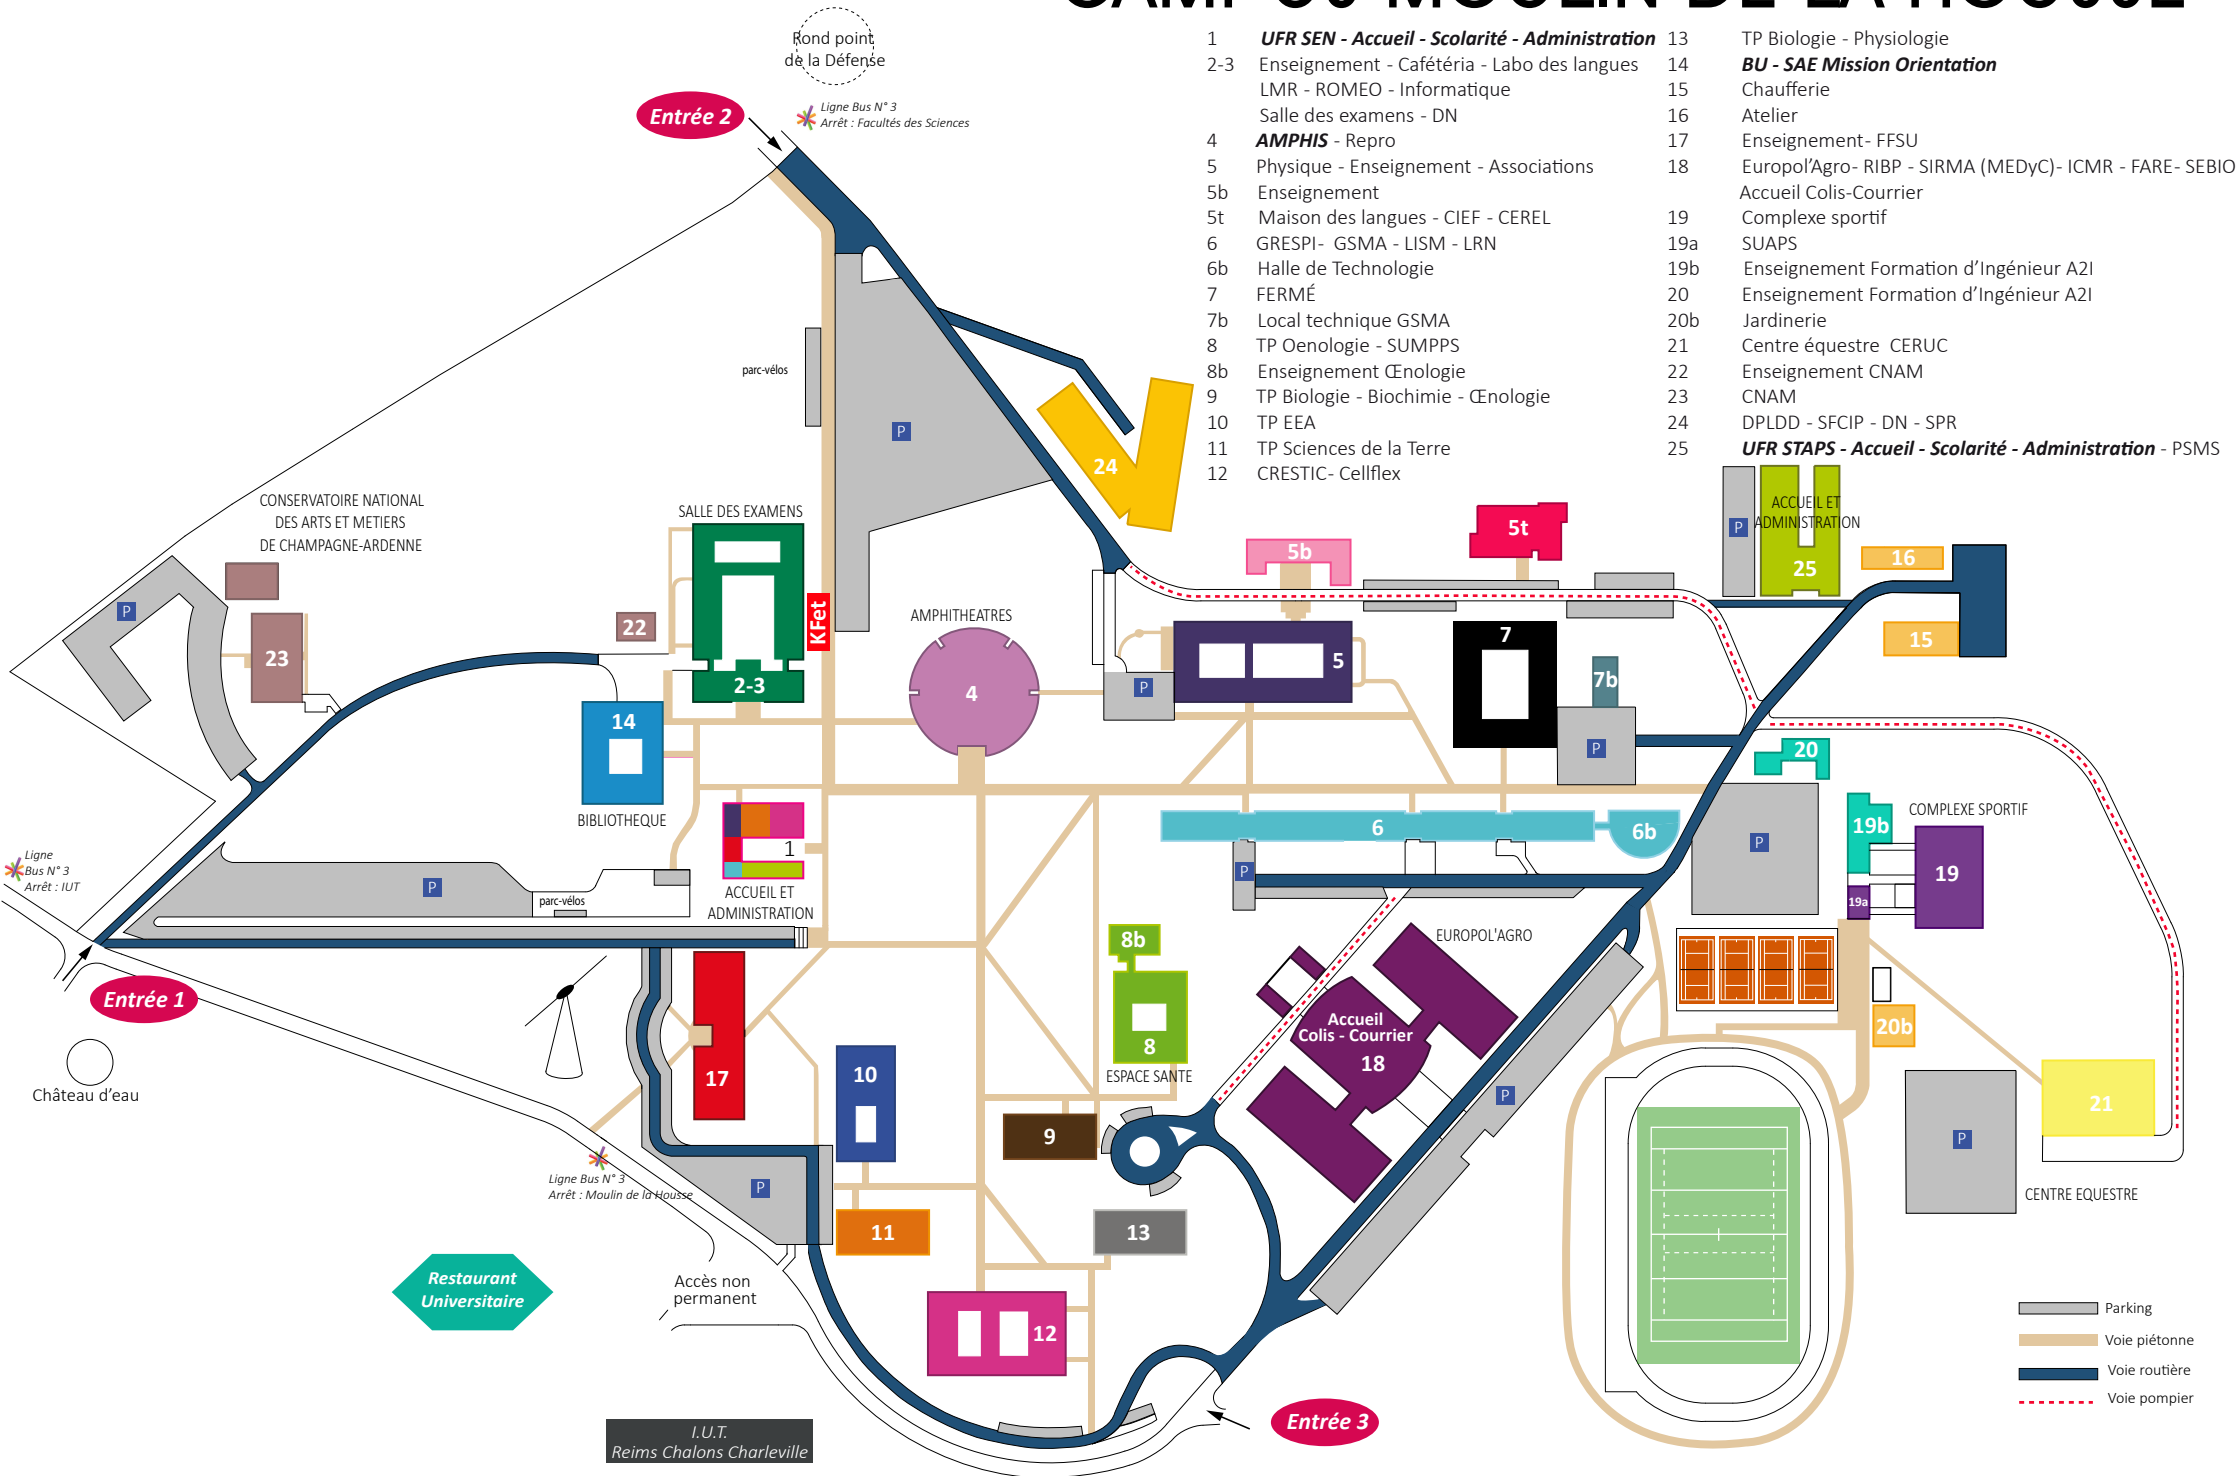 CAMPUS MOULIN DE LA HOUSSE
1 UFR SEN - Accueil - Scolarité - Administration
2-3 Enseignement - Cafétéria - Labo des langues
LMR - ROMEO - Informatique
Salle des examens - DN
4 AMPHIS - Repro
5 Physique - Enseignement - Associations
5b Enseignement
5t Maison des langues - CIEF - CEREL
6 GRESPI- GSMA - LISM - LRN
6b Halle de Technologie
7 FERMÉ
7b Local technique GSMA
8 TP Oenologie - SUMPPS
8b Enseignement Œnologie
9 TP Biologie - Biochimie - Œnologie
10 TP EEA
11 TP Sciences de la Terre
12 CRESTIC- Cellflex
13 TP Biologie - Physiologie
14 BU - SAE Mission Orientation
15 Chaufferie
16 Atelier
17 Enseignement- FFSU
18 Europol'Agro- RIBP - SIRMA (MEDyC)- ICMR - FARE- SEBIO
Accueil Colis-Courrier
19 Complexe sportif
19a SUAPS
19b Enseignement Formation d'Ingénieur A2I
20 Enseignement Formation d'Ingénieur A2I
20b Jardinerie
21 Centre équestre CERUC
22 Enseignement CNAM
23 CNAM
24 DPLDD - SFCIP - DN - SPR
25 UFR STAPS - Accueil - Scolarité - Administration - PSMS
Rond point
de la Défense
Entrée 2
Ligne Bus N° 3
Arrêt : Facultés des Sciences
parc-vélos
P
24
CONSERVATOIRE NATIONAL
DES ARTS ET METIERS
DE CHAMPAGNE-ARDENNE
SALLE DES EXAMENS
P
23
22
2-3
KFet
AMPHITHEATRES
4
P
5b
5
5t
7
7b
P
P
ACCUEIL ET
ADMINISTRATION
25
16
15
14
BIBLIOTHEQUE
1
ACCUEIL ET
ADMINISTRATION
6
6b
P
20
P
19b
COMPLEXE SPORTIF
19
19a
Ligne
Bus N° 3
Arrêt : IUT
P
parc-vélos
Entrée 1
Château d'eau
17
10
8b
8
ESPACE SANTE
EUROPOL'AGRO
Accueil
Colis - Courrier
18
P
20b
21
P
CENTRE EQUESTRE
9
Ligne Bus N° 3
Arrêt : Moulin de la Housse
P
11
13
12
Restaurant
Universitaire
Accès non
permanent
I.U.T.
Reims Chalons Charleville
Entrée 3
Parking
Voie piétonne
Voie routière
Voie pompier